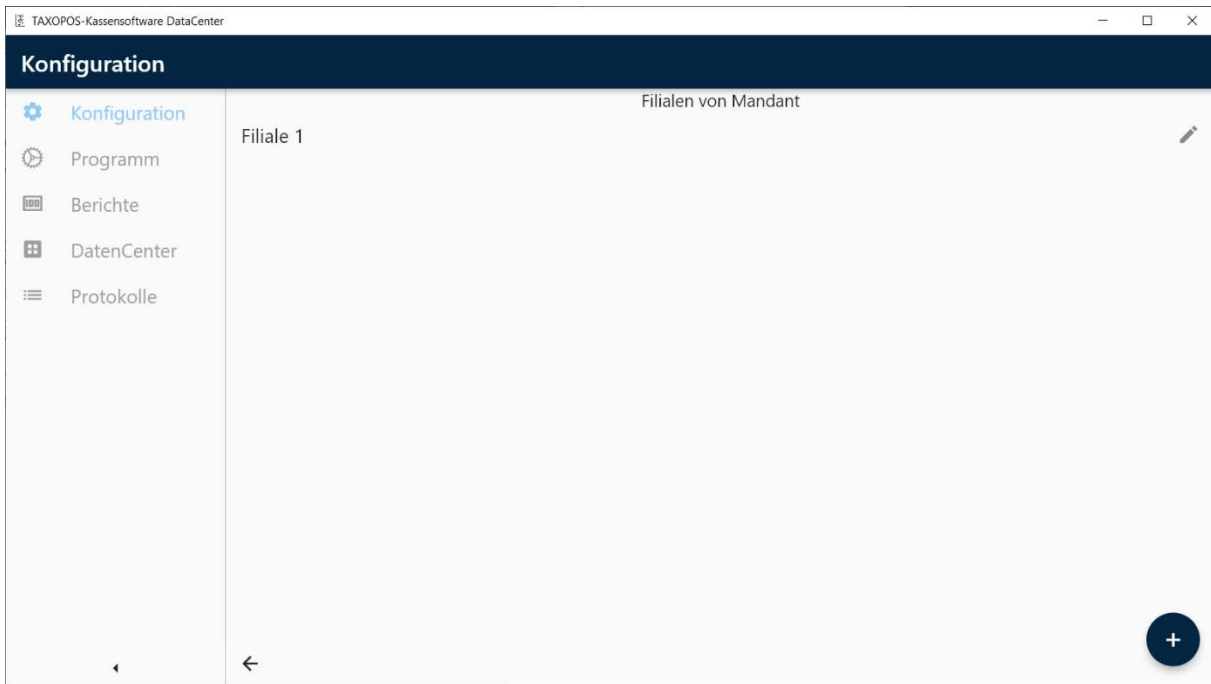 TAXOPOS-Kassensoftware DataCenter
Konfiguration
Konfiguration
Programm
Berichte
DatenCenter
Protokolle
Filialen von Mandant
Filiale 1